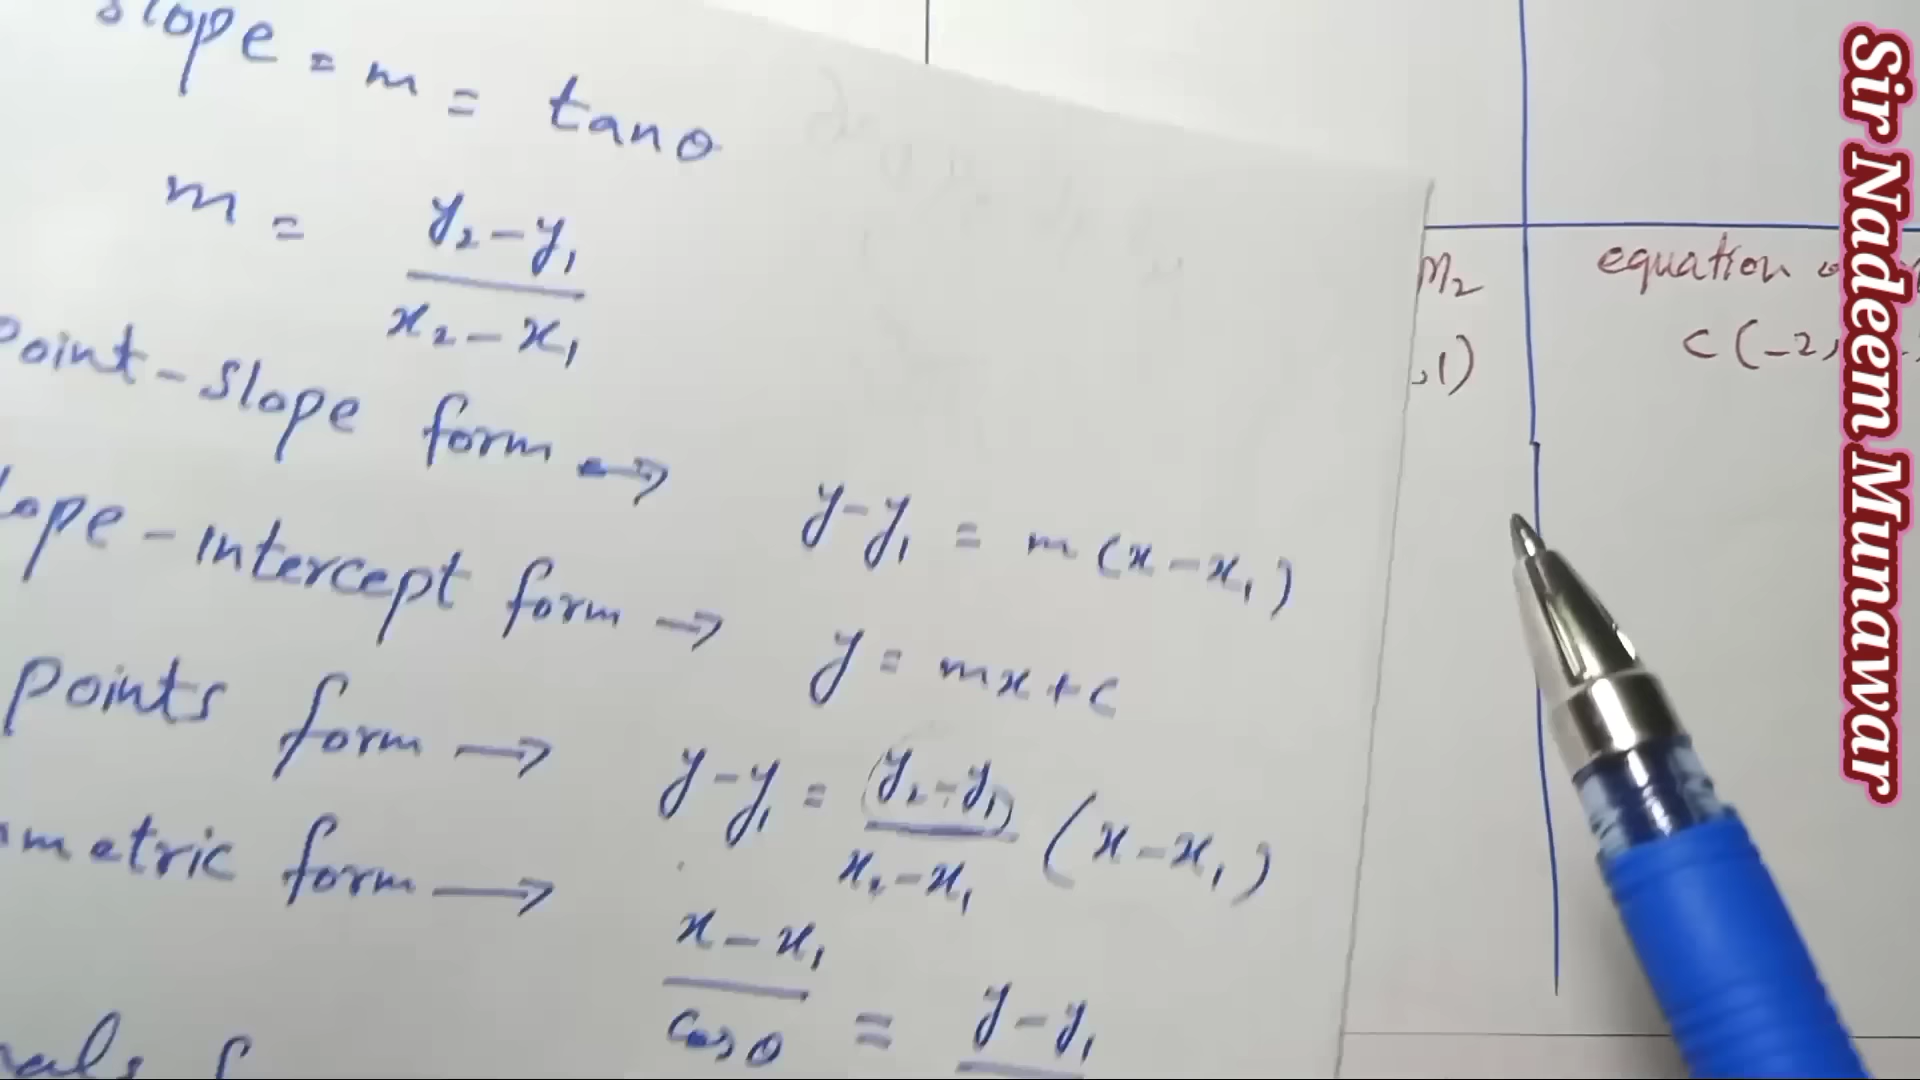 slope = m = tanθ
m = y₂-y₁
x₂-x₁
point-slope form → y-y₁ = m(x-x₁)
lope-intercept form → y = mx+c
points form → y-y₁ = (y₂-y₁) (x-x₁)
x₂-x₁
metric form → x-x₁ = y-y₁
cosθ
m₂
,1)
equation
C(-2,
Sir Nadeem Munawar